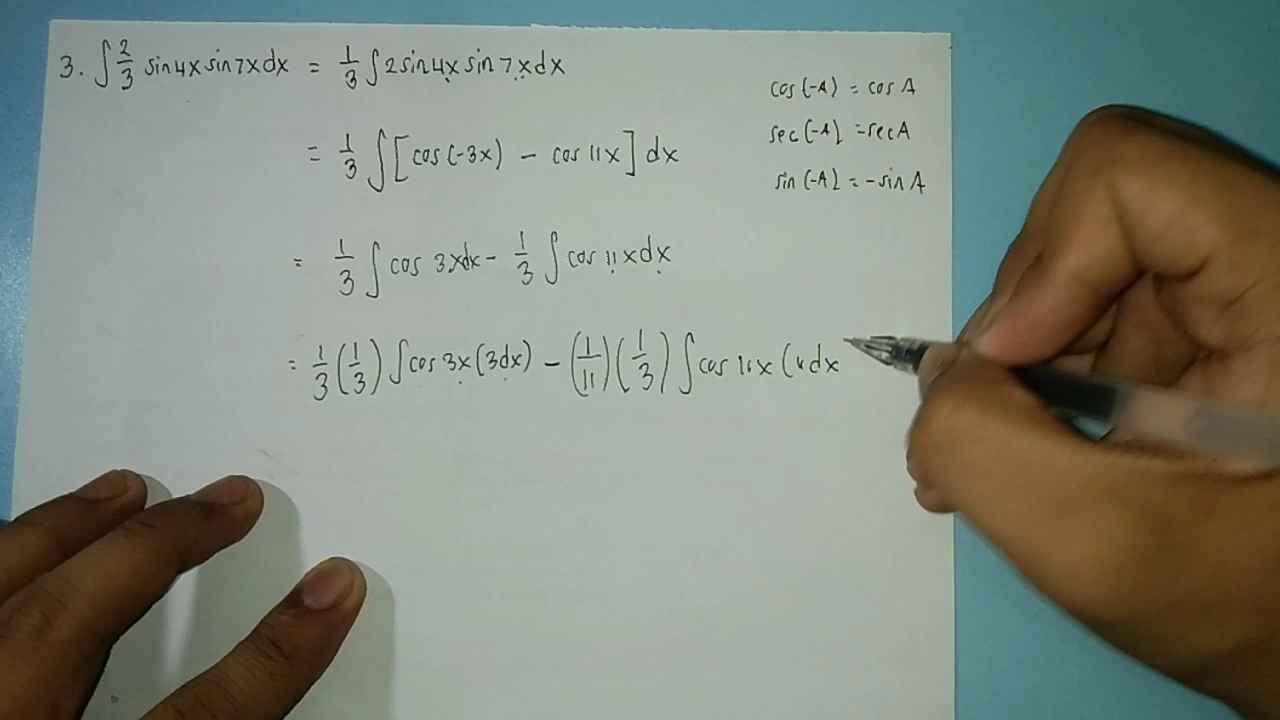 3. ∫ 2/3 sin4x sin7x dx = 1/3 ∫ 2 sin4x sin7x dx
cos(-A) = cos A
sec(-A) = sec A
= 1/3 ∫ [cos(-3x) - cos 11x] dx
sin(-A) = -sin A
= 1/3 ∫ cos 3x dx - 1/3 ∫ cos 11x dx
= 1/3 (1/3) ∫ cos 3x (3dx) - (1/11) (1/3) ∫ cos 11x (11dx